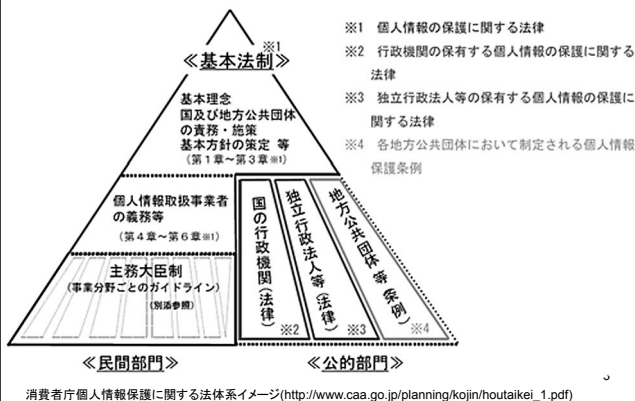 ※1
≪基本法制≫
基本理念
国及び地方公共団体
の責務・施策
基本方針の策定 等
(第1章～第3章※1)
個人情報取扱事業者
の義務等
(第4章～第6章※1)
主務大臣制
(事業分野ごとのガイドライン)
(別添参照)
国の行政機関(法律)
※2
独立行政法人等(法律)
※3
地方公共団体 等(条例)
※4
≪民間部門≫
≪公的部門≫
※1 個人情報の保護に関する法律
※2 行政機関の保有する個人情報の保護に関する
法律
※3 独立行政法人等の保有する個人情報の保護に
関する法律
※4 各地方公共団体において制定される個人情報
保護条例
消費者庁個人情報保護に関する法体系イメージ(http://www.caa.go.jp/planning/kojin/houtaikei_1.pdf)